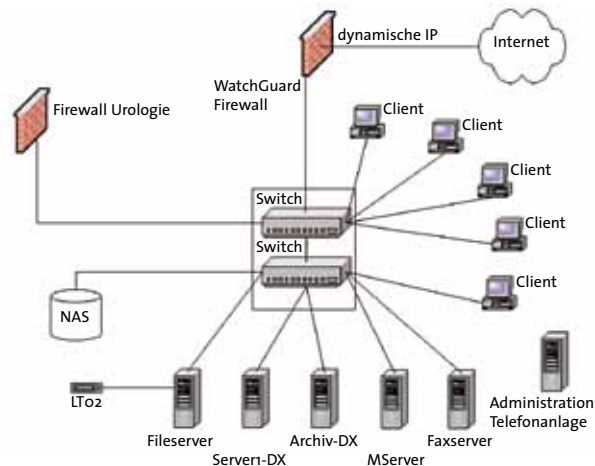 dynamische IP
Internet
WatchGuard
Firewall
Firewall Urologie
Client
Client
Client
Client
Client
Switch
Switch
NAS
LTO2
Fileserver
Server1-DX
Archiv-DX
MServer
Faxserver
Administration
Telefonanlage